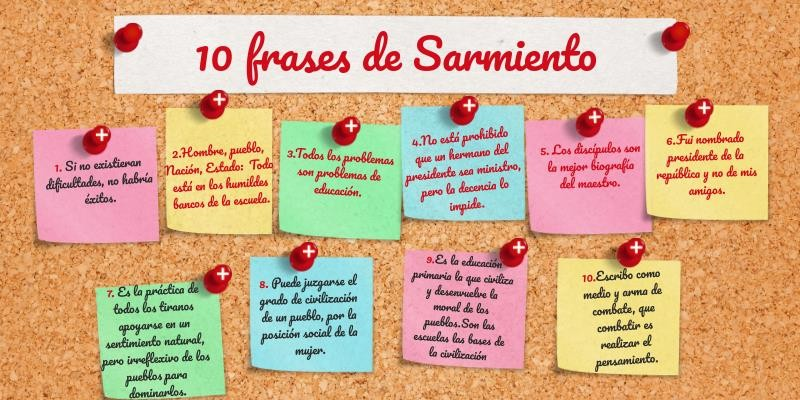 10 frases de Sarmiento
1. Si no existieran
dificultades, no habría
éxitos.
2.Hombre, pueblo,
Nación, Estado: Todo
está en los humildes
bancos de la escuela.
3.Todos los problemas
son problemas de
educación.
4.No está prohibido
que un hermano del
presidente sea ministro,
pero la decencia lo
impide.
5. Los discípulos son
la mejor biografía
del maestro.
6.Fui nombrado
presidente de la
república y no de mis
amigos.
7. Es la práctica de
todos los tiranos
apoyarse en un
sentimiento natural,
pero irreflexivo de los
pueblos para
dominarlos.
8. Puede juzgarse el
grado de civilización
de un pueblo, por la
posición social de la
mujer.
9.Es la educación
primaria la que civiliza
y desenvuelve la
moral de los
pueblos.Son las
escuelas las bases de
la civilización
10.Escribo como
medio y arma de
combate, que
combatir es
realizar el
pensamiento.